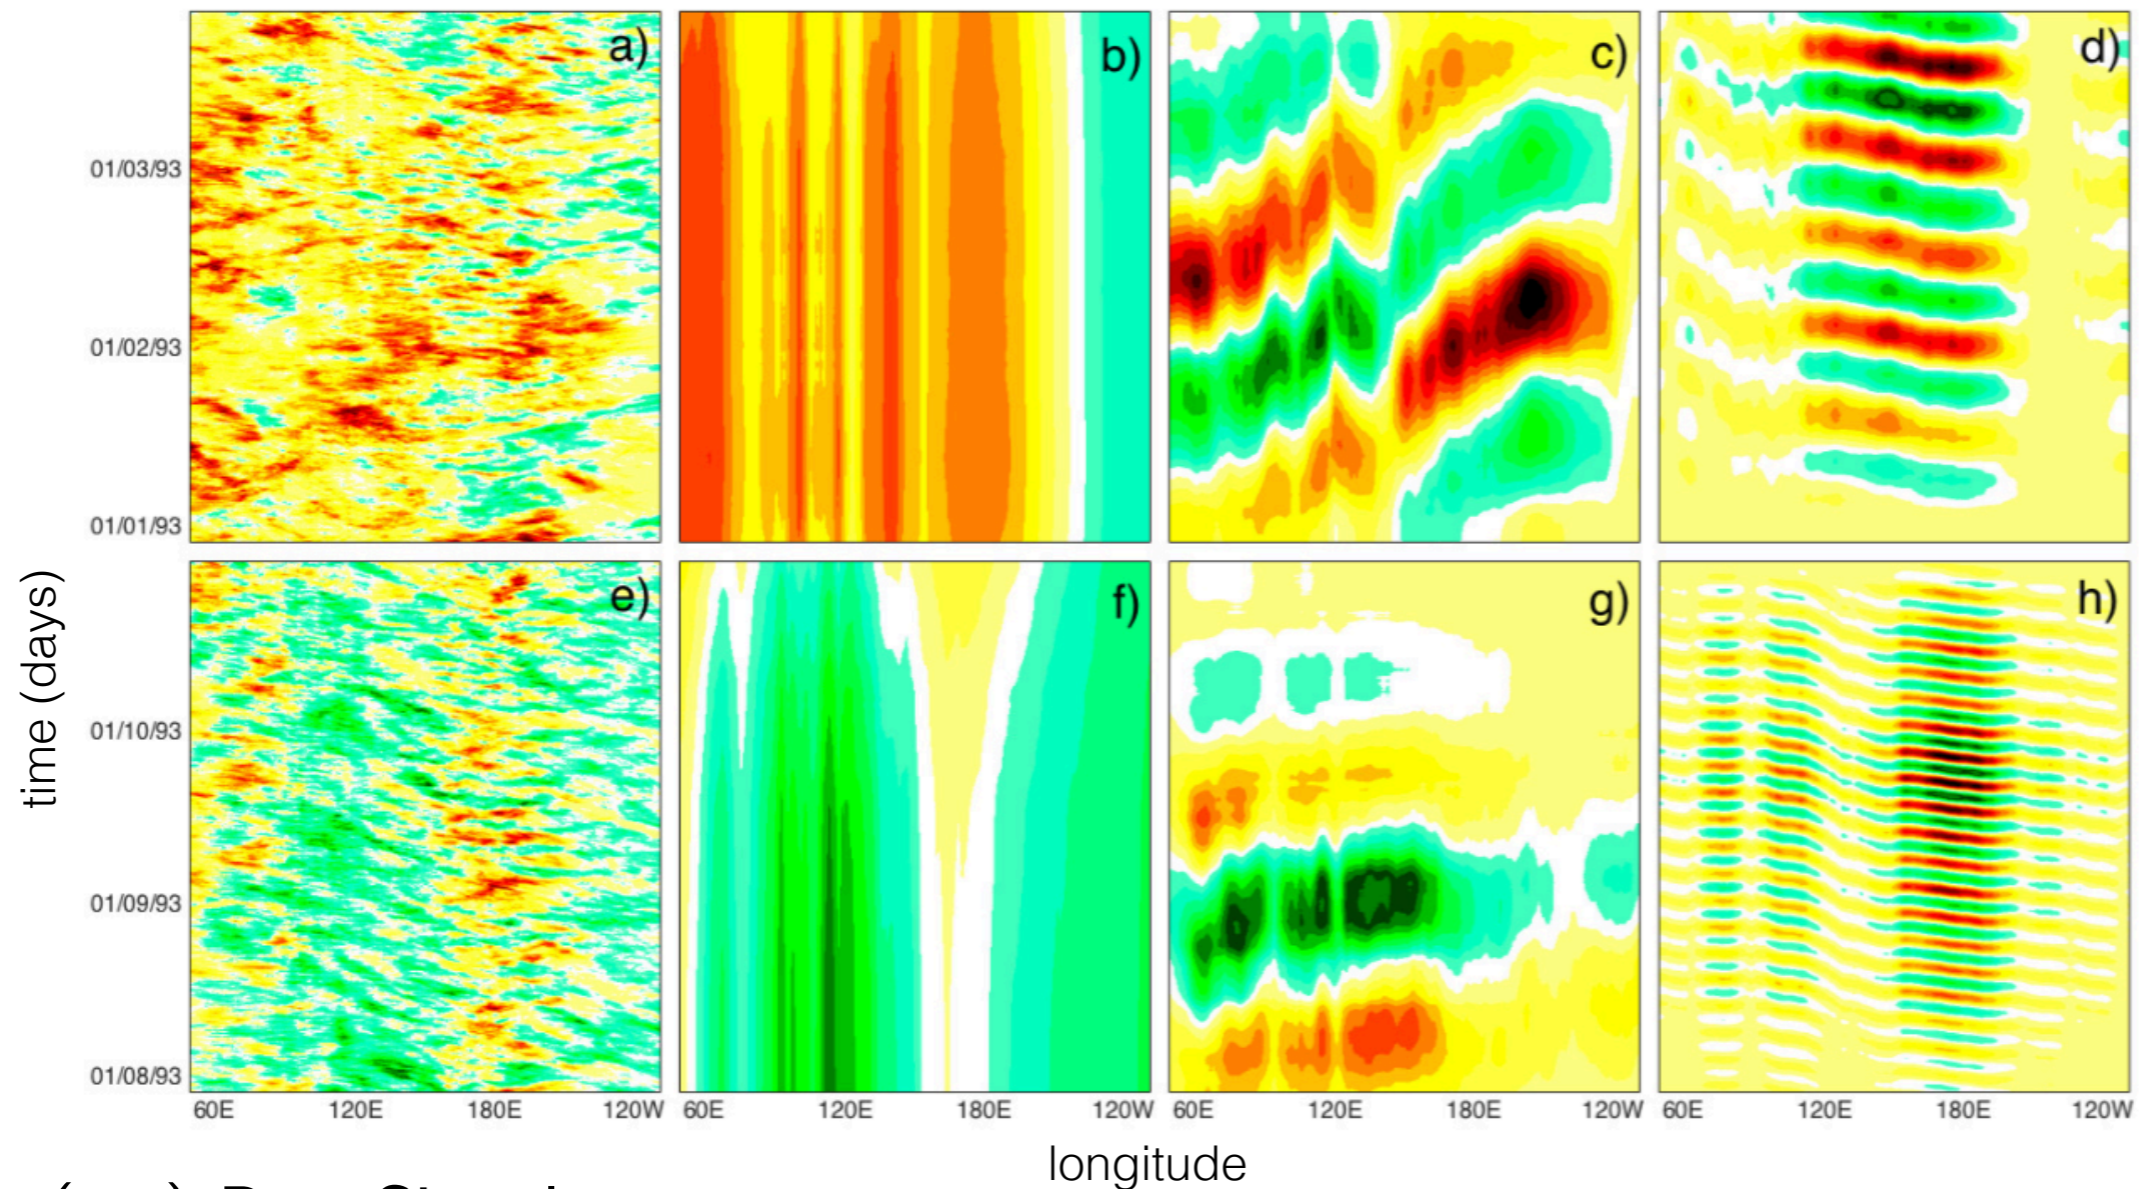 a)
b)
c)
d)
01/03/93
01/02/93
01/01/93
e)
f)
g)
h)
time (days)
01/10/93
01/09/93
01/08/93
60E 120E 180E 120W
60E 120E 180E 120W
60E 120E 180E 120W
60E 120E 180E 120W
longitude